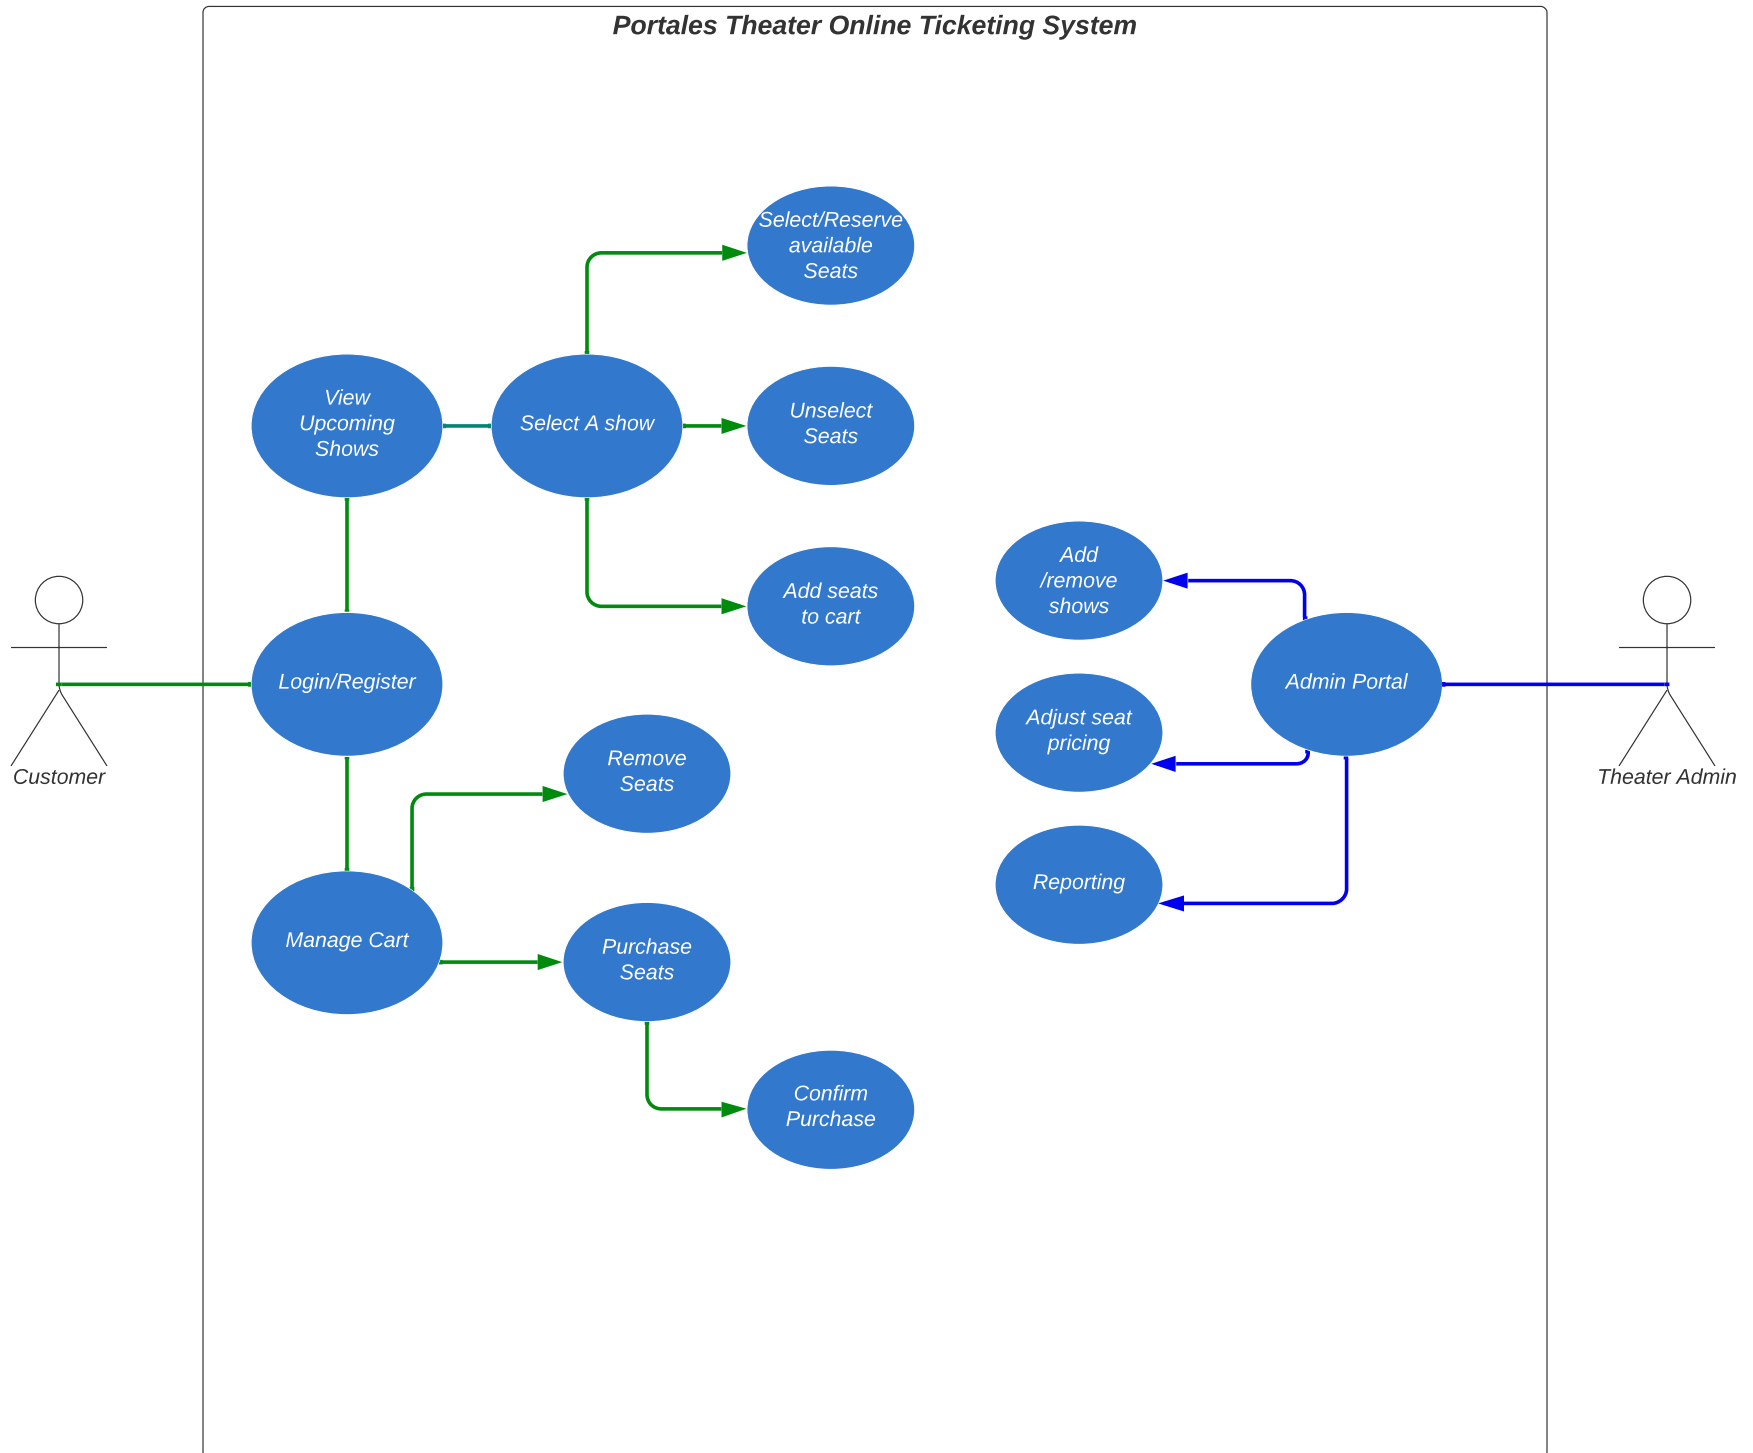 Portales Theater Online Ticketing System
Select/Reserve
available
Seats
View
Upcoming
Shows
Select A show
Unselect
Seats
Add seats
to cart
Add
/remove
shows
Login/Register
Admin Portal
Adjust seat
pricing
Customer
Theater Admin
Remove
Seats
Reporting
Manage Cart
Purchase
Seats
Confirm
Purchase